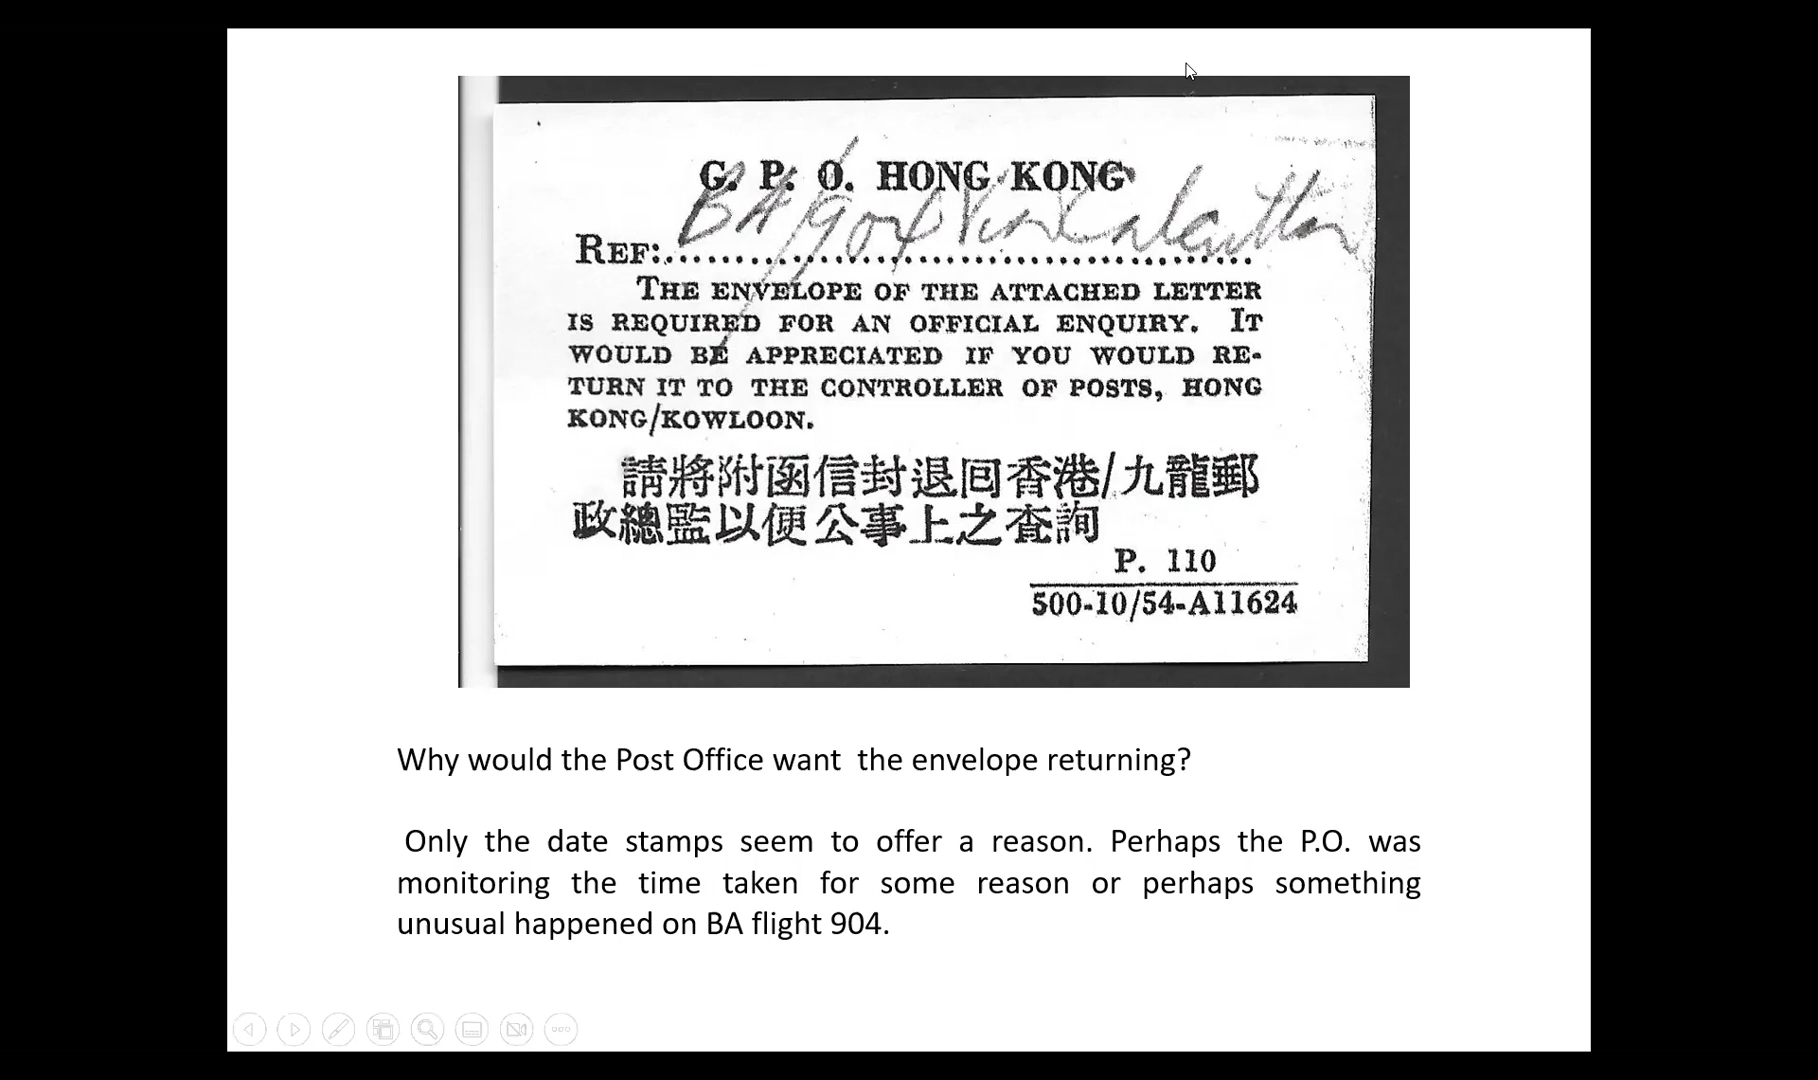 G. P. O. HONG KONG
BA/904 Via Calcutta
REF:
THE ENVELOPE OF THE ATTACHED LETTER
IS REQUIRED FOR AN OFFICIAL ENQUIRY. IT
WOULD BE APPRECIATED IF YOU WOULD RE-
TURN IT TO THE CONTROLLER OF POSTS, HONG
KONG/KOWLOON.
請將附函信封退回香港/九龍郵
政總監以便公事上之查詢
P. 110
500-10/54-A11624
Why would the Post Office want the envelope returning?
Only the date stamps seem to offer a reason. Perhaps the P.O. was
monitoring the time taken for some reason or perhaps something
unusual happened on BA flight 904.